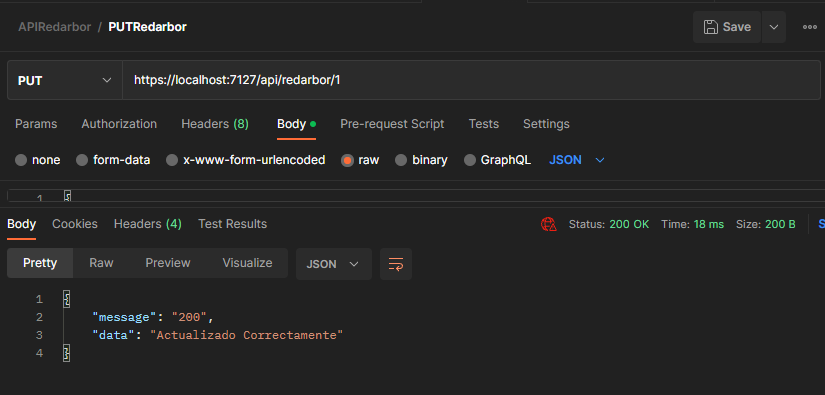 APIRedarbor / PUTRedarbor
Save
PUT
https://localhost:7127/api/redarbor/1
Params Authorization Headers (8) Body Pre-request Script Tests Settings
none form-data x-www-form-urlencoded raw binary GraphQL JSON
1 {
Body Cookies Headers (4) Test Results Status: 200 OK Time: 18 ms Size: 200 B S
Pretty Raw Preview Visualize JSON
1 {
2 "message": "200",
3 "data": "Actualizado Correctamente"
4 }